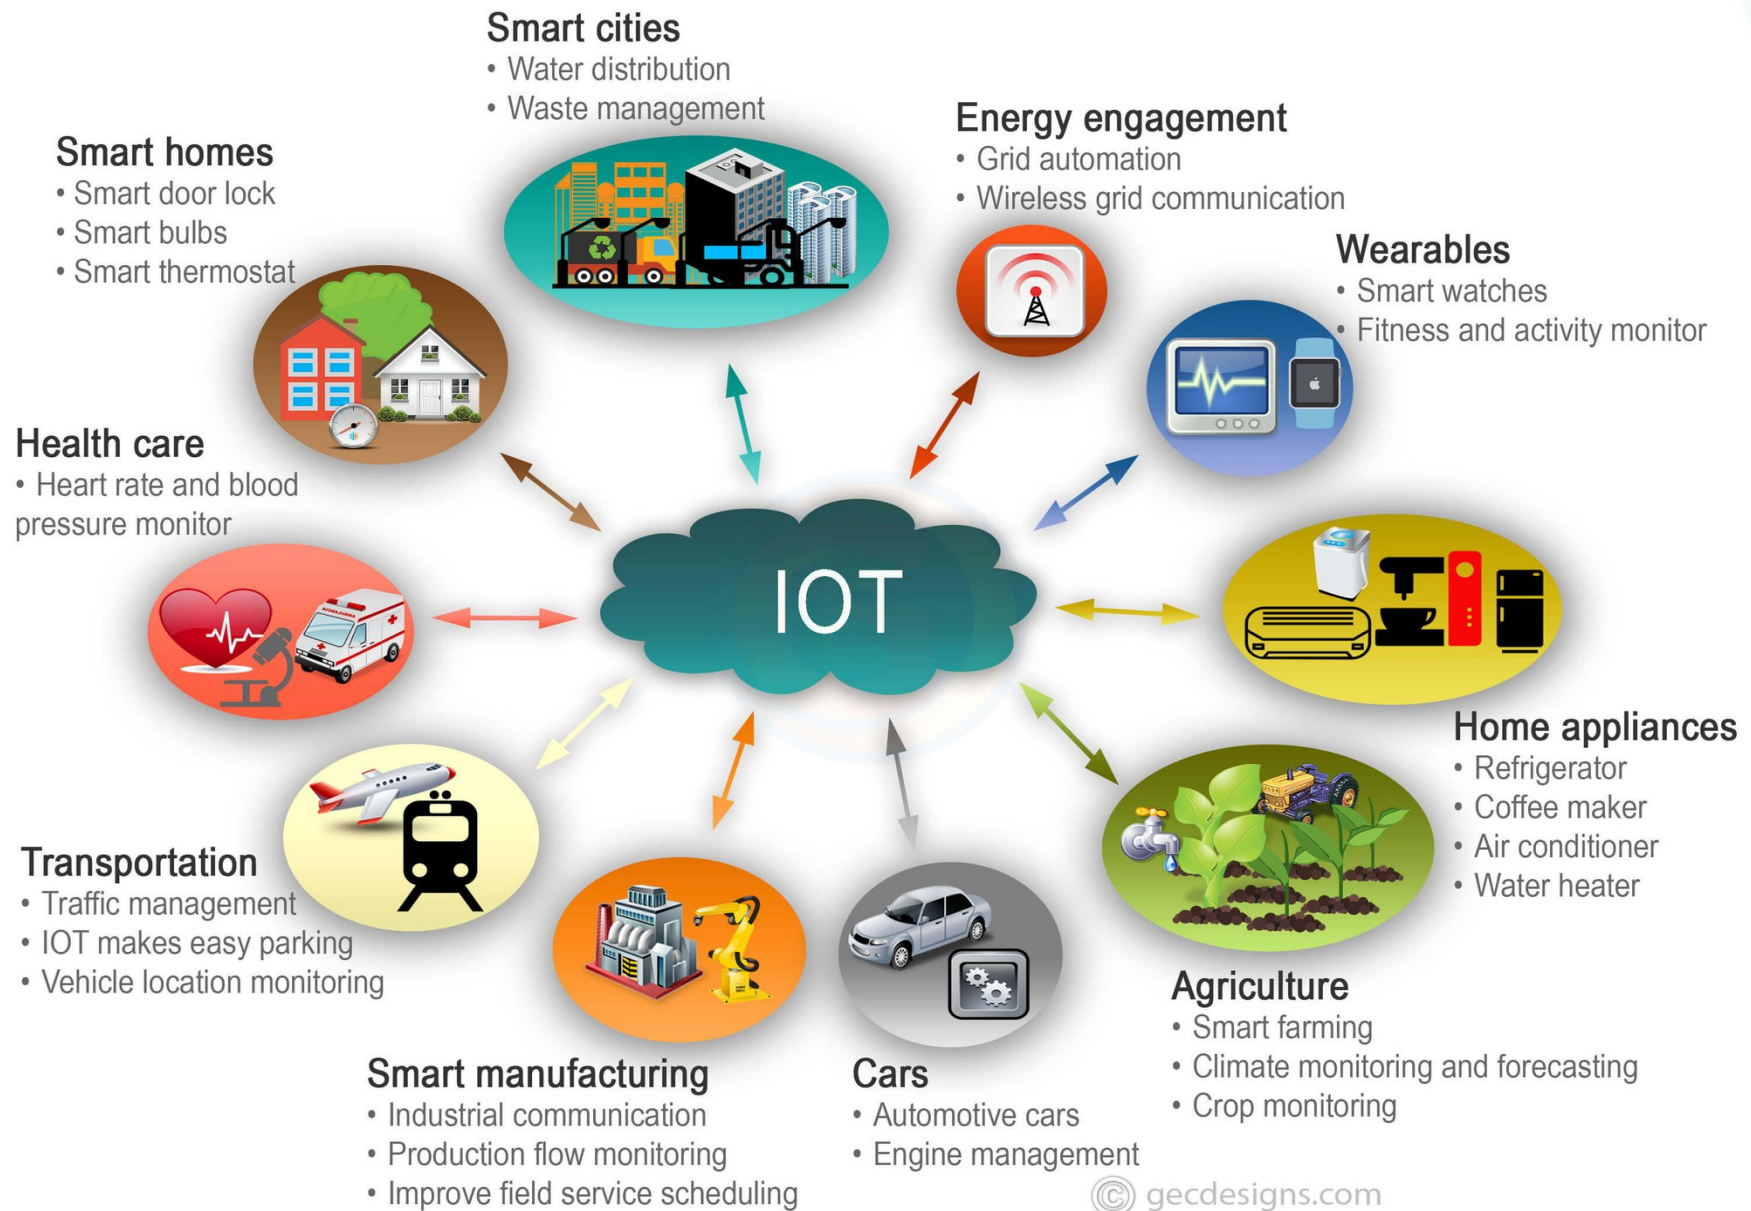 Smart cities
• Water distribution
• Waste management
Energy engagement
• Grid automation
• Wireless grid communication
Smart homes
• Smart door lock
• Smart bulbs
• Smart thermostat
Wearables
• Smart watches
• Fitness and activity monitor
Health care
• Heart rate and blood
pressure monitor
IOT
Home appliances
• Refrigerator
• Coffee maker
• Air conditioner
• Water heater
Transportation
• Traffic management
• IOT makes easy parking
• Vehicle location monitoring
Agriculture
• Smart farming
• Climate monitoring and forecasting
• Crop monitoring
Smart manufacturing
• Industrial communication
• Production flow monitoring
• Improve field service scheduling
Cars
• Automotive cars
• Engine management
© gecdesigns.com